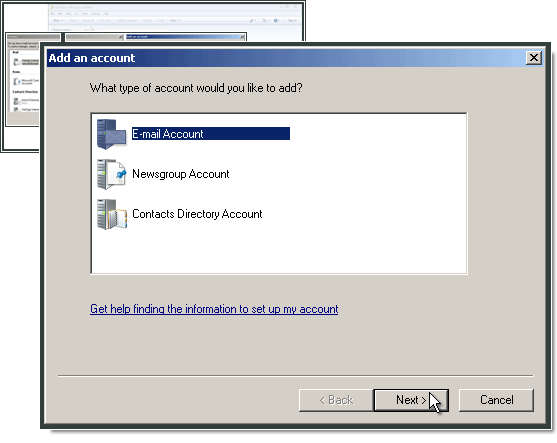 Add an account
What type of account would you like to add?
E-mail Account
Newsgroup Account
Contacts Directory Account
Get help finding the information to set up my account
< Back
Next >
Cancel